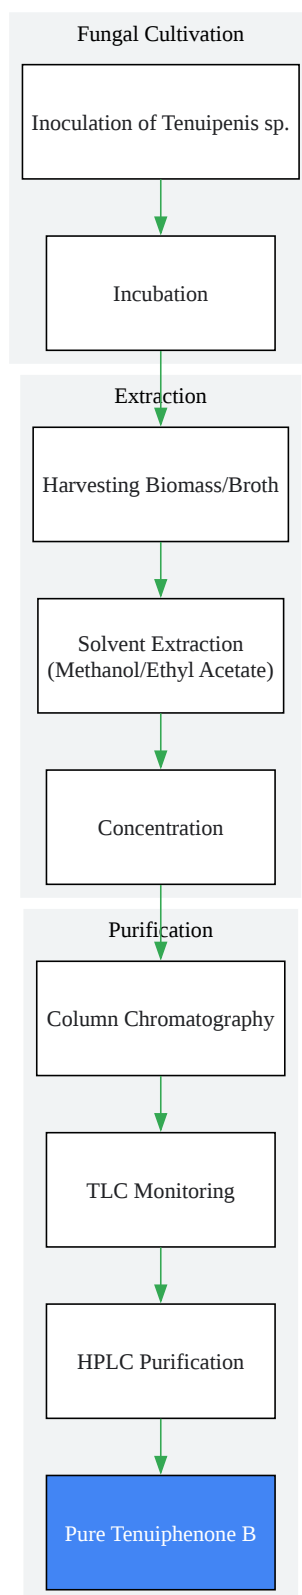 Fungal Cultivation
Inoculation of Tenuipenis sp.
Incubation
Extraction
Harvesting Biomass/Broth
Solvent Extraction
(Methanol/Ethyl Acetate)
Concentration
Purification
Column Chromatography
TLC Monitoring
HPLC Purification
Pure Tenuiphenone B